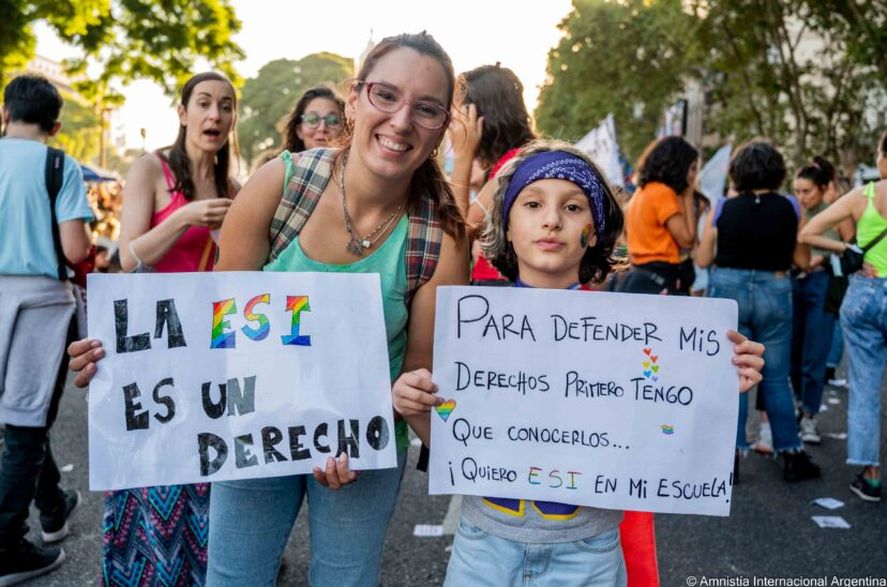 LA ESI
ES UN
DERECHO
PARA DEFENDER MIS
DERECHOS PRIMERO TENGO
QUE CONOCERLOS...
¡QUIERO ESI EN MI ESCUELA!
© Amnistía Internacional Argentina